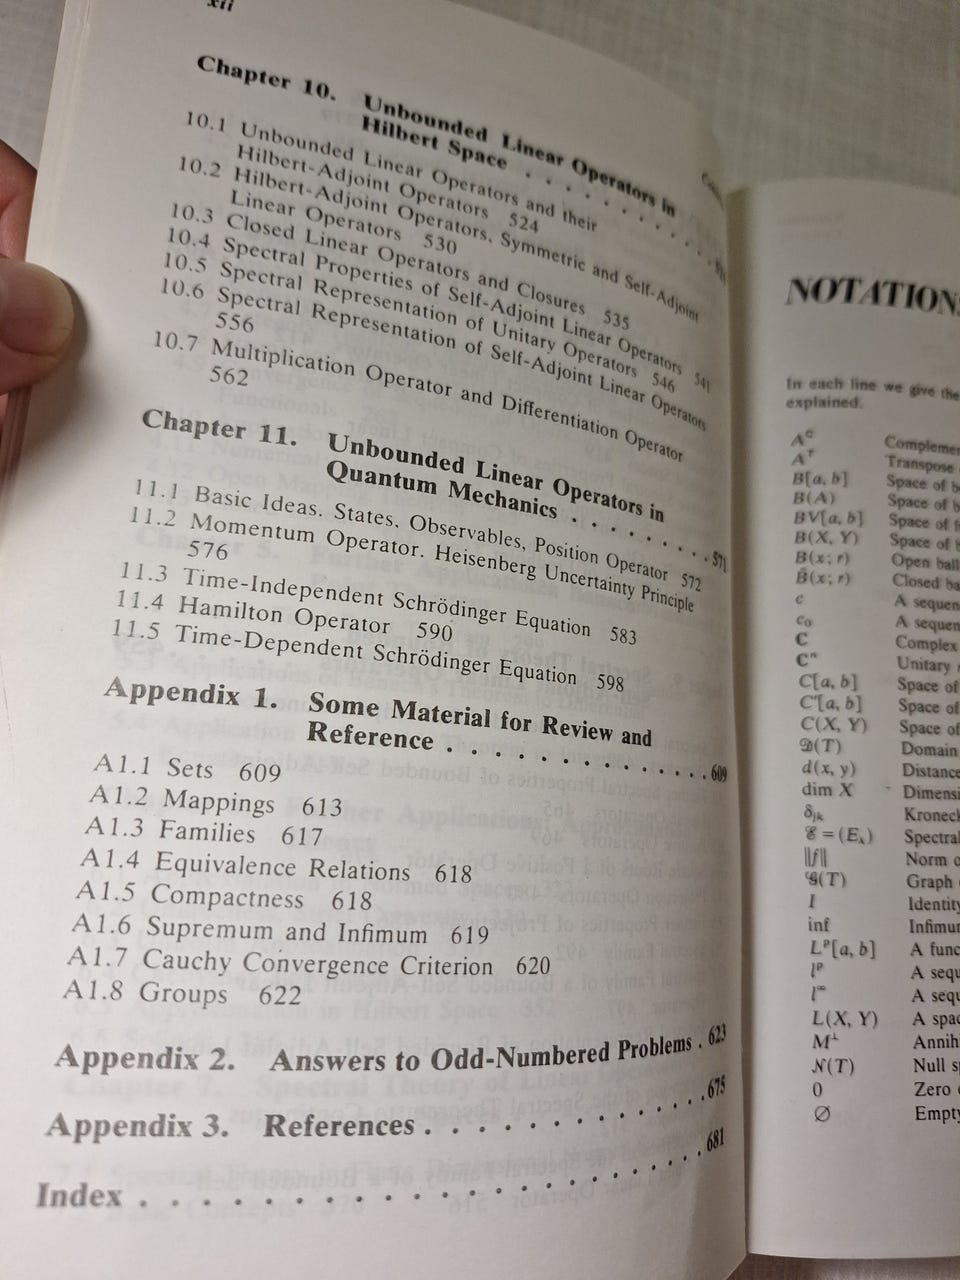 xii
Chapter 10. Unbounded Linear Operators in
Hilbert Space . . . . . . . . .
10.1 Unbounded Linear Operators and their
Hilbert-Adjoint Operators 524
10.2 Hilbert-Adjoint Operators, Symmetric and Self-Adjoint
Linear Operators 530
10.3 Closed Linear Operators and Closures 535
10.4 Spectral Properties of Self-Adjoint Linear Operators 541
10.5 Spectral Representation of Unitary Operators 546
10.6 Spectral Representation of Self-Adjoint Linear Operators
556
10.7 Multiplication Operator and Differentiation Operator
562
Chapter 11. Unbounded Linear Operators in
Quantum Mechanics . . . . . . . . 571
11.1 Basic Ideas. States, Observables, Position Operator 572
11.2 Momentum Operator. Heisenberg Uncertainty Principle
576
11.3 Time-Independent Schrödinger Equation 583
11.4 Hamilton Operator 590
11.5 Time-Dependent Schrödinger Equation 598
Appendix 1. Some Material for Review and
Reference . . . . . . . . . . . . . . 609
A1.1 Sets 609
A1.2 Mappings 613
A1.3 Families 617
A1.4 Equivalence Relations 618
A1.5 Compactness 618
A1.6 Supremum and Infimum 619
A1.7 Cauchy Convergence Criterion 620
A1.8 Groups 622
Appendix 2. Answers to Odd-Numbered Problems . 623
Appendix 3. References . . . . . . . . . . . . . . 675
Index . . . . . . . . . . . . . . . . . . . . . . . 681
NOTATIONS
In each line we give the
explained.
Aᶜ Complemen
Aᵀ Transpose
B[a, b] Space of b
B(A) Space of b
BV[a, b] Space of
B(X, Y) Space of
B(x; r) Open ball
B̃(x; r) Closed ba
c A sequen
c₀ A sequen
C Complex
Cⁿ Unitary
C[a, b] Space of
C'[a, b] Space of
C(X, Y) Space of
𝒟(T) Domain
d(x, y) Distance
dim X Dimensi
δⱼₖ Kroneck
ℰ = (E_λ) Spectral
‖f‖ Norm o
𝒢(T) Graph
I Identity
inf Infimum
Lᵖ[a, b] A func
lᵖ A sequ
l^∞ A sequ
L(X, Y) A spac
M^⊥ Annihi
𝒩(T) Null sp
0 Zero
∅ Empty